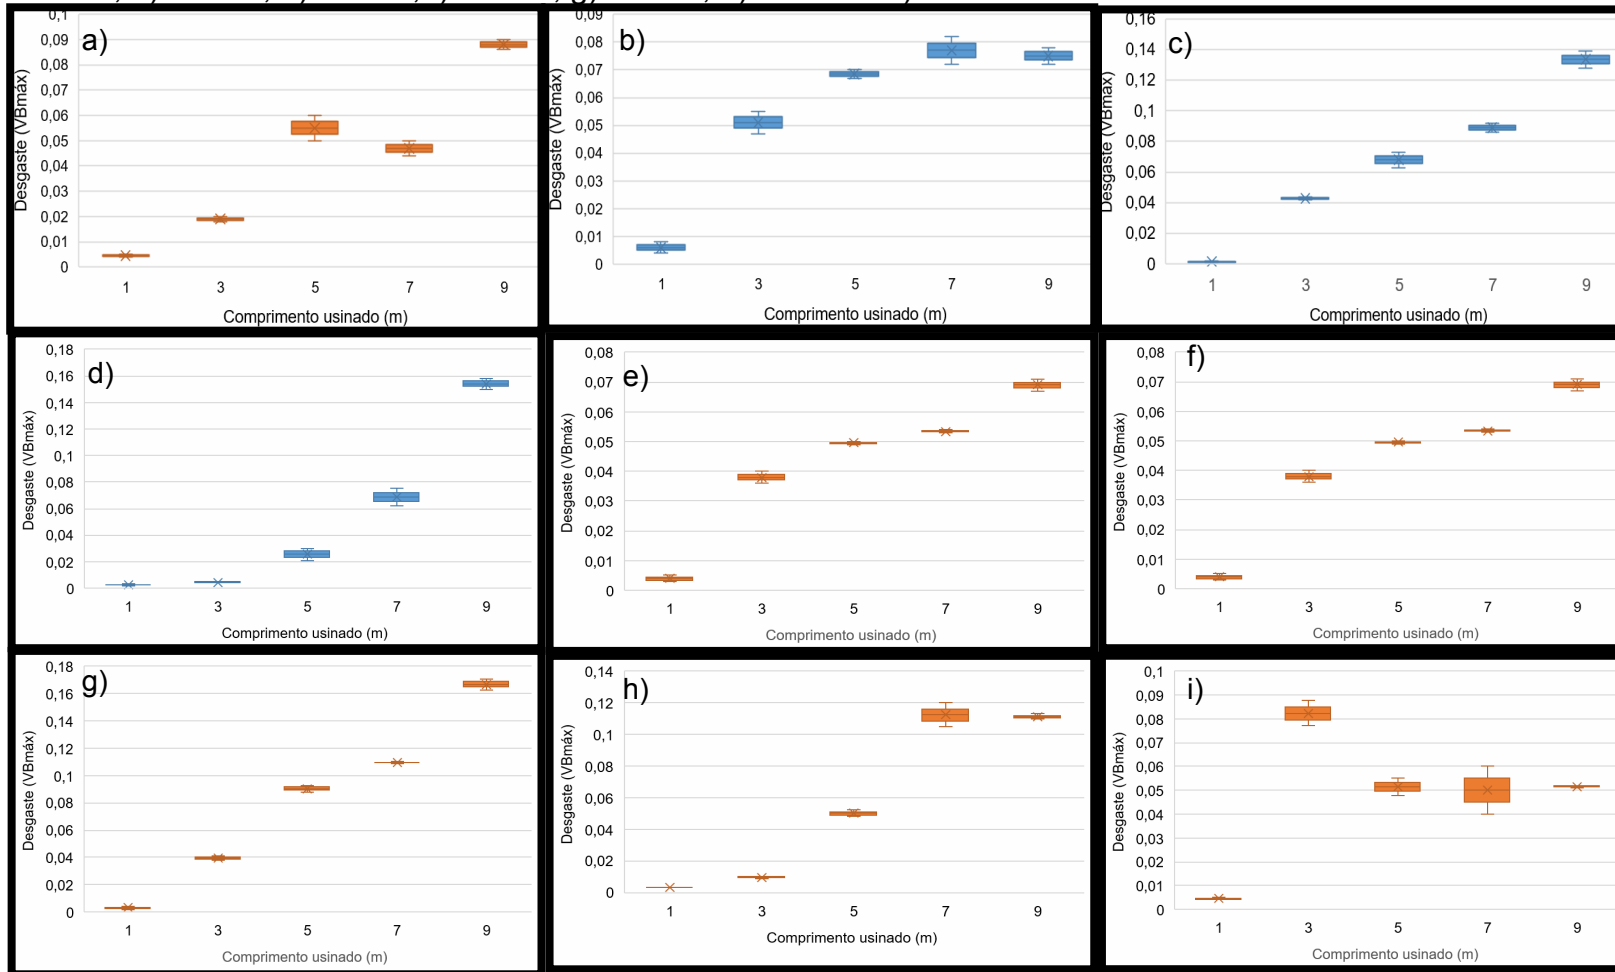 a)
0,1
0,09
0,08
0,07
0,06
0,05
0,04
0,03
0,02
0,01
0
Desgaste (VBmáx)
1 3 5 7 9
Comprimento usinado (m)
b)
0,09
0,08
0,07
0,06
0,05
0,04
0,03
0,02
0,01
0
Desgaste (VBmáx)
1 3 5 7 9
Comprimento usinado (m)
c)
0,16
0,14
0,12
0,1
0,08
0,06
0,04
0,02
0
Desgaste (VBmáx)
1 3 5 7 9
Comprimento usinado (m)
d)
0,18
0,16
0,14
0,12
0,1
0,08
0,06
0,04
0,02
0
Desgaste (VBmáx)
1 3 5 7 9
Comprimento usinado (m)
e)
0,08
0,07
0,06
0,05
0,04
0,03
0,02
0,01
0
Desgaste (VBmáx)
1 3 5 7 9
Comprimento usinado (m)
f)
0,08
0,07
0,06
0,05
0,04
0,03
0,02
0,01
0
Desgaste (VBmáx)
1 3 5 7 9
Comprimento usinado (m)
g)
0,18
0,16
0,14
0,12
0,1
0,08
0,06
0,04
0,02
0
Desgaste (VBmáx)
1 3 5 7 9
Comprimento usinado (m)
h)
0,14
0,12
0,1
0,08
0,06
0,04
0,02
0
Desgaste (VBmáx)
1 3 5 7 9
Comprimento usinado (m)
i)
0,1
0,09
0,08
0,07
0,06
0,05
0,04
0,03
0,02
0,01
0
Desgaste (VBmáx)
1 3 5 7 9
Comprimento usinado (m)